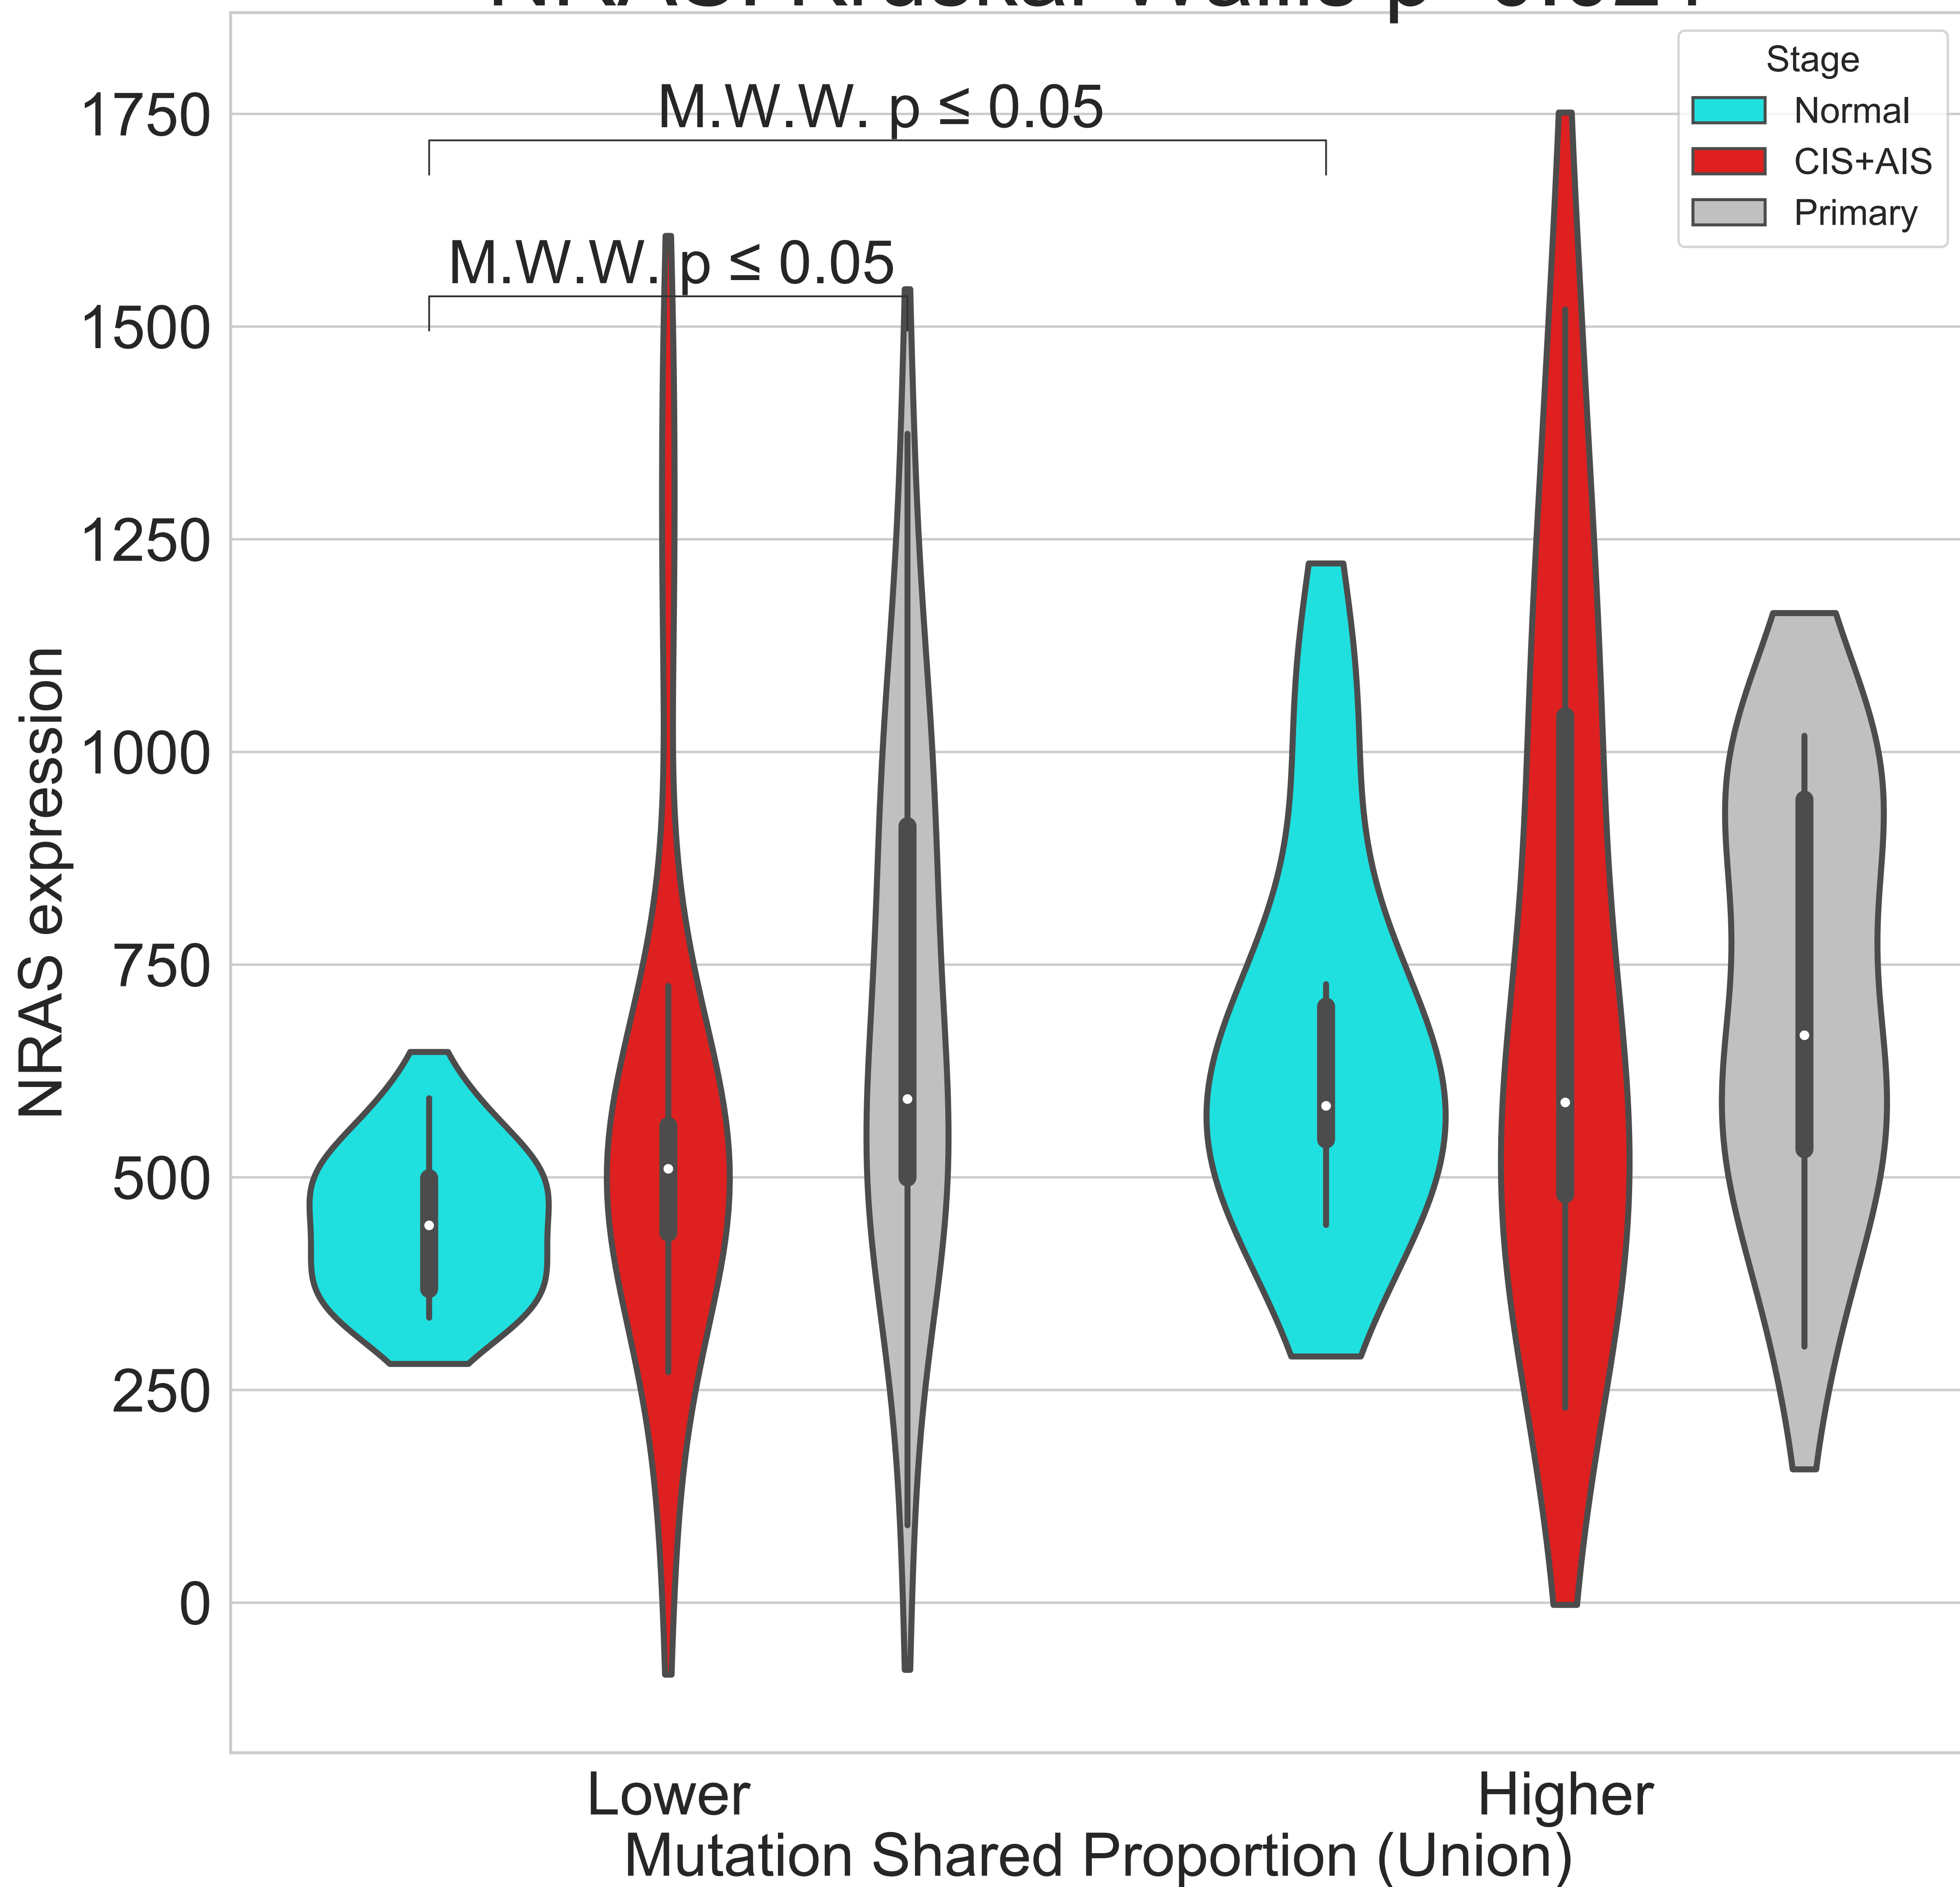 Stage
Normal
CIS+AIS
Primary
M.W.W. p ≤ 0.05
M.W.W. p ≤ 0.05
1750
1500
1250
1000
750
500
250
0
NRAS expression
Lower
Higher
Mutation Shared Proportion (Union)